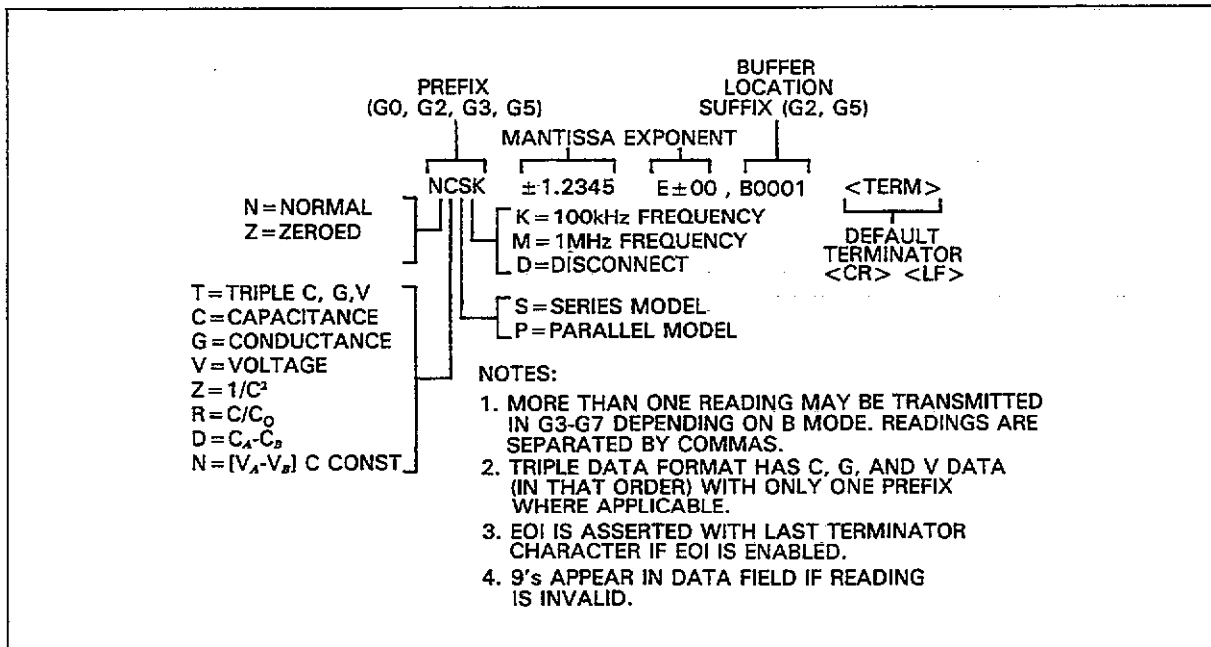 PREFIX
(G0, G2, G3, G5)
BUFFER
LOCATION
SUFFIX (G2, G5)
MANTISSA EXPONENT
NCSK ±1.2345 E±00 , B0001 <TERM>
N=NORMAL
Z=ZEROED
K=100kHz FREQUENCY
M=1MHz FREQUENCY
D=DISCONNECT
DEFAULT
TERMINATOR
<CR> <LF>
T=TRIPLE C, G,V
C=CAPACITANCE
G=CONDUCTANCE
V=VOLTAGE
Z=1/C²
R=C/CO
D=CA-CB
N=[VA-VB] C CONST
S=SERIES MODEL
P=PARALLEL MODEL
NOTES:
1. MORE THAN ONE READING MAY BE TRANSMITTED
IN G3-G7 DEPENDING ON B MODE. READINGS ARE
SEPARATED BY COMMAS.
2. TRIPLE DATA FORMAT HAS C, G, AND V DATA
(IN THAT ORDER) WITH ONLY ONE PREFIX
WHERE APPLICABLE.
3. EOI IS ASSERTED WITH LAST TERMINATOR
CHARACTER IF EOI IS ENABLED.
4. 9's APPEAR IN DATA FIELD IF READING
IS INVALID.